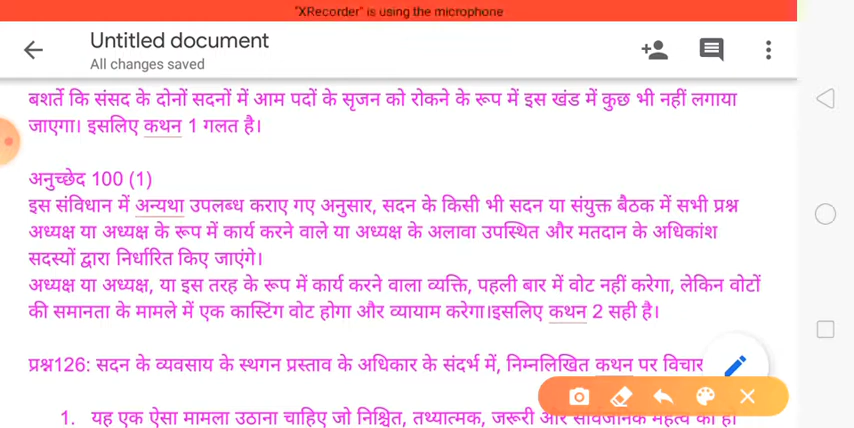 "XRecorder" is using the microphone
Untitled document
All changes saved
बशर्ते कि संसद के दोनों सदनों में आम पदों के सृजन को रोकने के रूप में इस खंड में कुछ भी नहीं लगाया
जाएगा। इसलिए कथन 1 गलत है।
अनुच्छेद 100 (1)
इस संविधान में अन्यथा उपलब्ध कराए गए अनुसार, सदन के किसी भी सदन या संयुक्त बैठक में सभी प्रश्न
अध्यक्ष या अध्यक्ष के रूप में कार्य करने वाले या अध्यक्ष के अलावा उपस्थित और मतदान के अधिकांश
सदस्यों द्वारा निर्धारित किए जाएंगे।
अध्यक्ष या अध्यक्ष, या इस तरह के रूप में कार्य करने वाला व्यक्ति, पहली बार में वोट नहीं करेगा, लेकिन वोटों
की समानता के मामले में एक कास्टिंग वोट होगा और व्यायाम करेगा।इसलिए कथन 2 सही है।
प्रश्न126: सदन के व्यवसाय के स्थगन प्रस्ताव के अधिकार के संदर्भ में, निम्नलिखित कथन पर विचार
1. यह एक ऐसा मामला उठाना चाहिए जो निश्चित, तथ्यात्मक, जरूरी और सार्वजनिक महत्व का हो